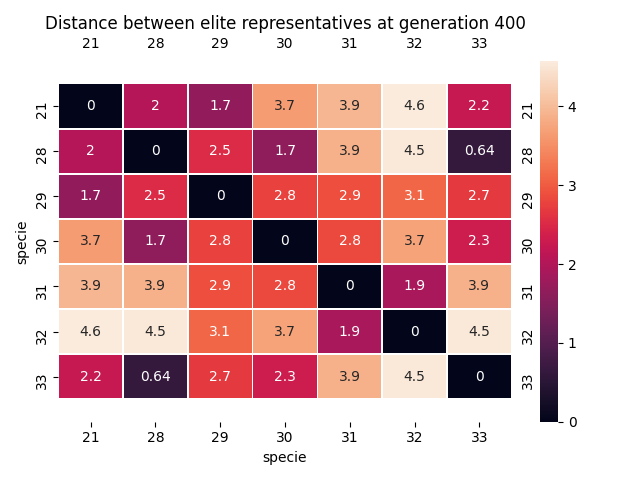 Distance between elite representatives at generation 400
21 28 29 30 31 32 33
21 0 2 1.7 3.7 3.9 4.6 2.2 21
28 2 0 2.5 1.7 3.9 4.5 0.64 28
29 1.7 2.5 0 2.8 2.9 3.1 2.7 29
30 3.7 1.7 2.8 0 2.8 3.7 2.3 30
31 3.9 3.9 2.9 2.8 0 1.9 3.9 31
32 4.6 4.5 3.1 3.7 1.9 0 4.5 32
33 2.2 0.64 2.7 2.3 3.9 4.5 0 33
specie
21 28 29 30 31 32 33
specie
4
3
2
1
0